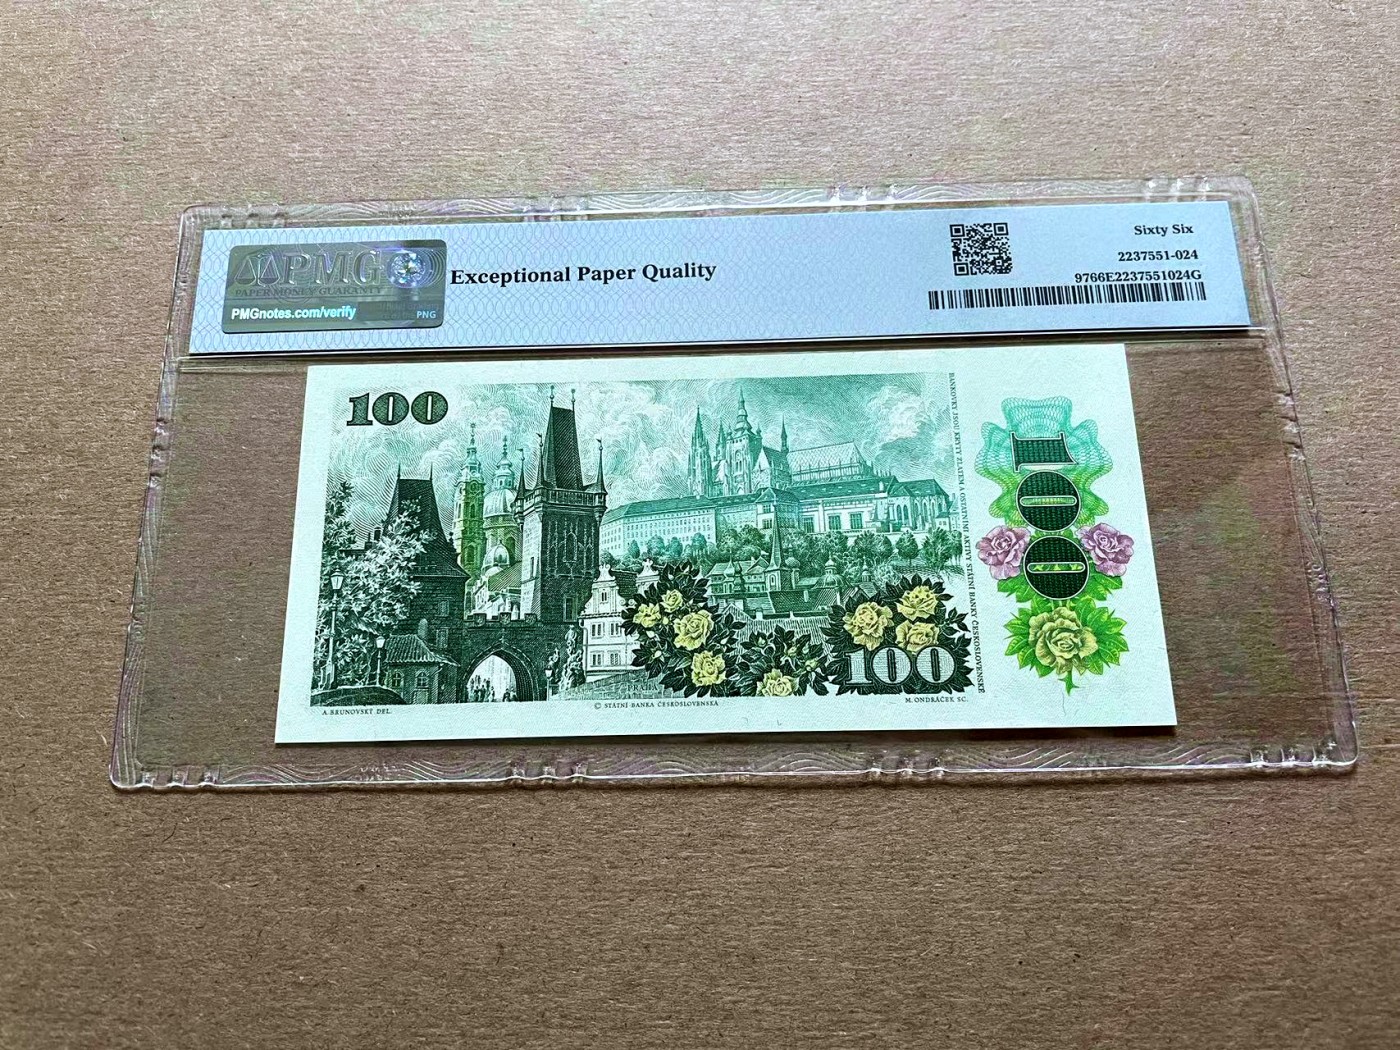 PMG
PAPER MONEY GUARANTY
PMGnotes.com/verify
PNG
Exceptional Paper Quality
Sixty Six
2237551-024
9766E2237551024G
100
BANKOVKY JSOU KRYTY ZLATEM A OSTATNÍMI AKTIVY STÁTNÍ BANKY ČESKOSLOVENSKÉ
100
100
PRAHA
A. BRUNOVSKÝ DEL.
© STÁTNÍ BANKA ČESKOSLOVENSKÁ
M. ONDRÁČEK SC.